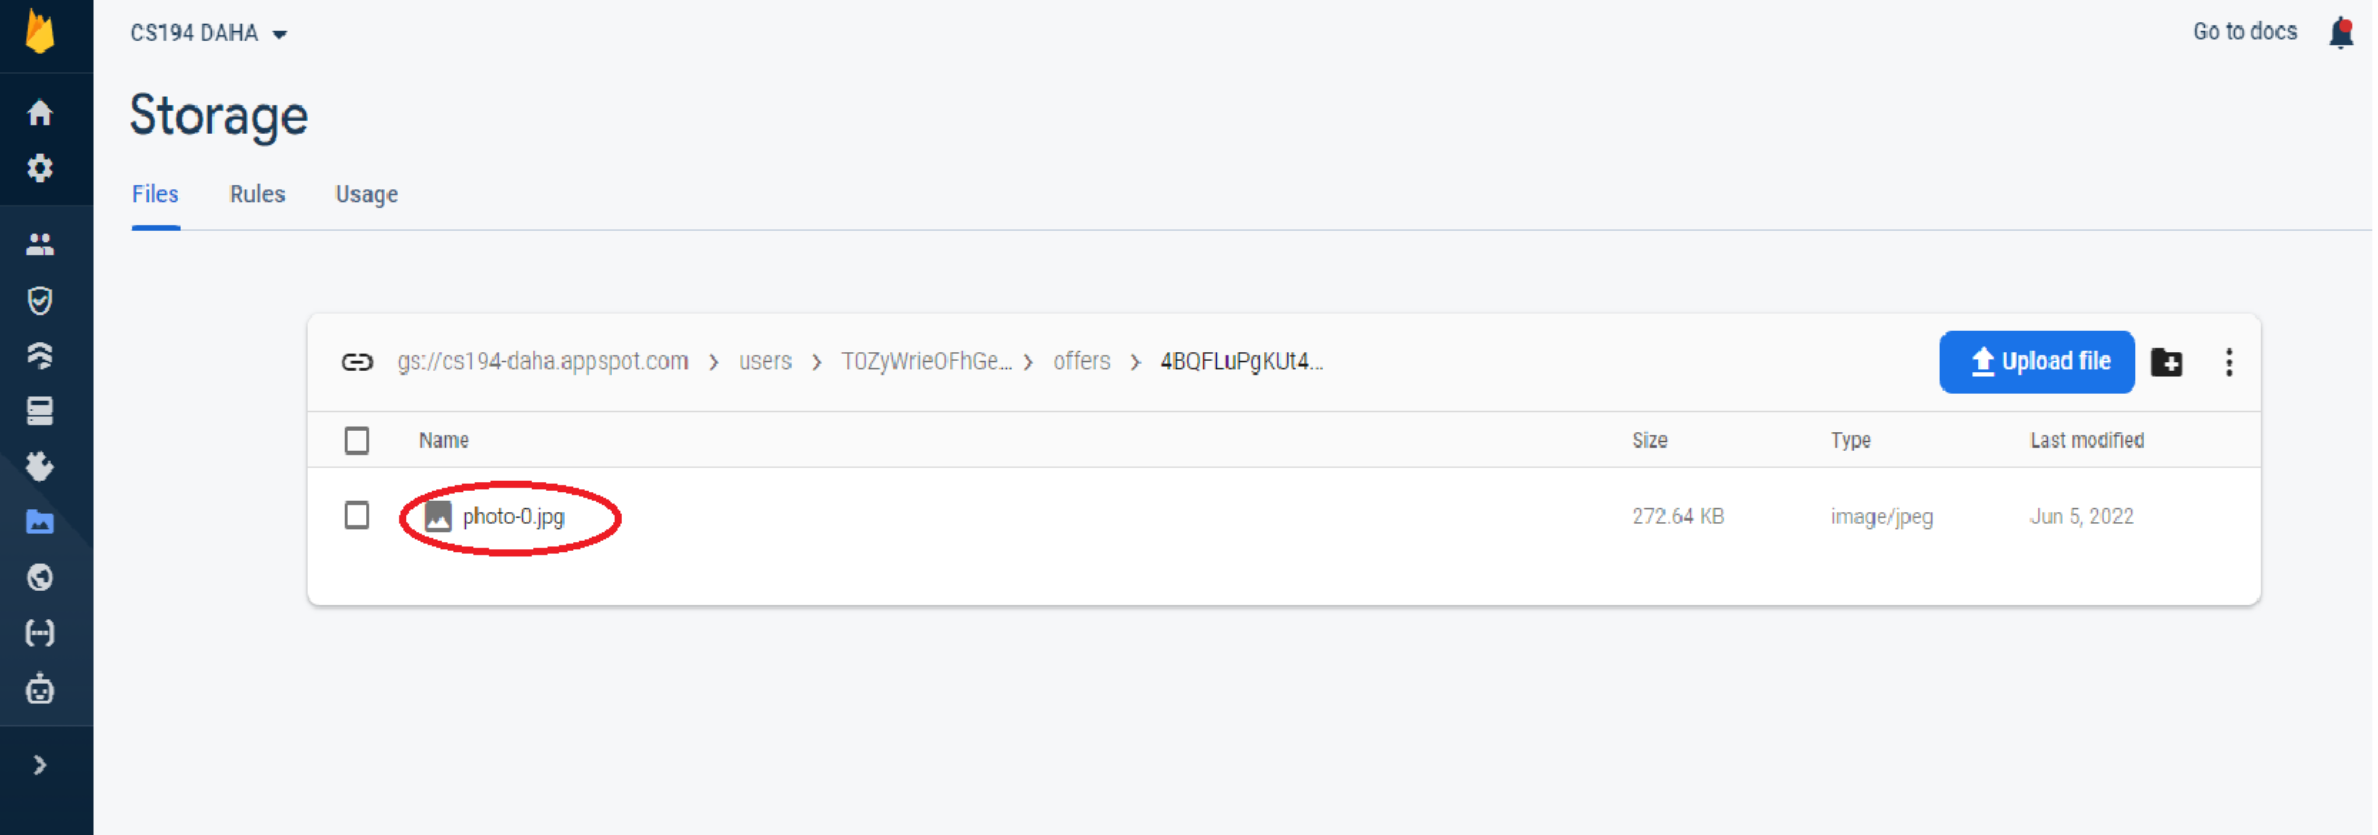 CS194 DAHA
Go to docs
Storage
Files Rules Usage
gs://cs194-daha.appspot.com > users > T0ZyWrieOFhGe... > offers > 4BQFLuPgKUt4...
Upload file
Name Size Type Last modified
photo-0.jpg 272.64 KB image/jpeg Jun 5, 2022